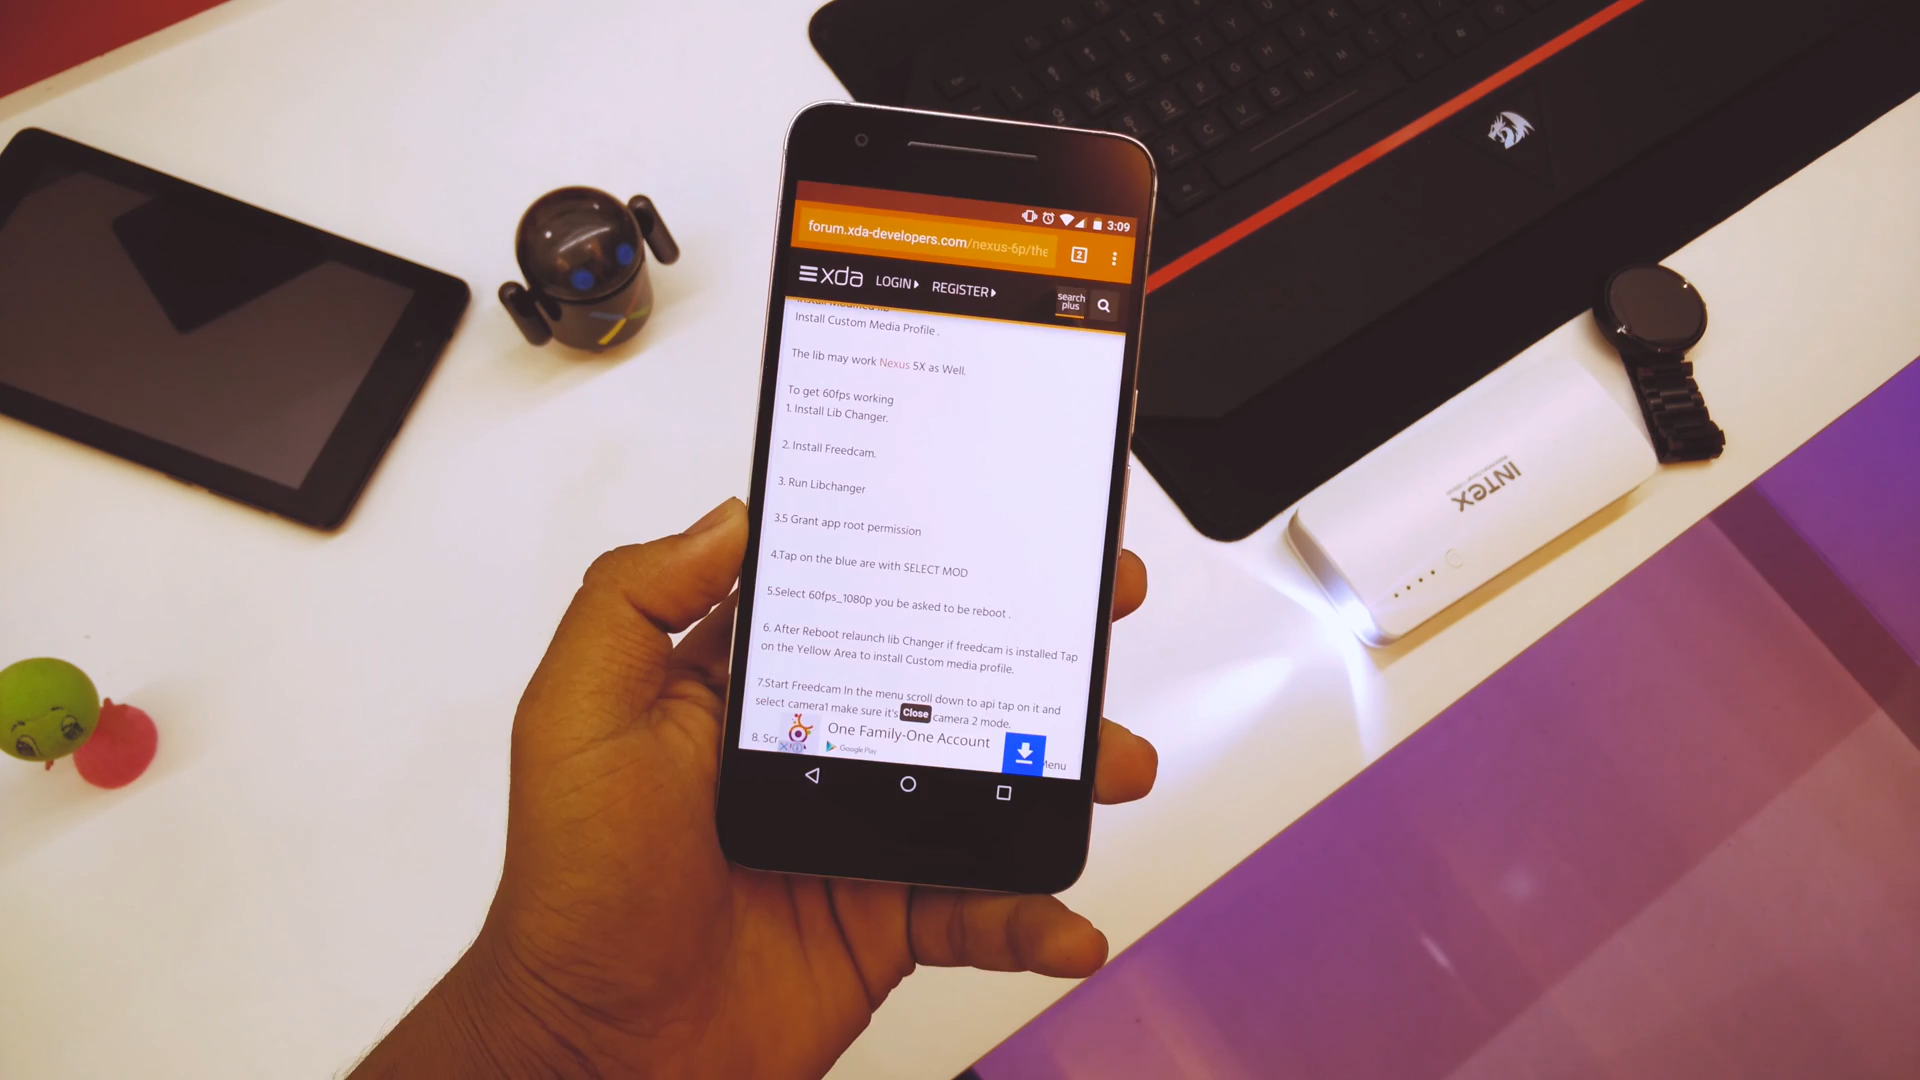 3:09
forum.xda-developers.com/nexus-6p/the
2
xda LOGIN REGISTER search plus
Install Modified lib
Install Custom Media Profile .
The lib may work Nexus 5X as Well.
To get 60fps working
1. Install Lib Changer.
2. Install Freedcam.
3. Run Libchanger
3.5 Grant app root permission
4.Tap on the blue are with SELECT MOD
5.Select 60fps_1080p you be asked to be reboot .
6. After Reboot relaunch lib Changer if freedcam is installed Tap
on the Yellow Area to install Custom media profile.
7.Start Freedcam In the menu scroll down to api tap on it and
select camera1 make sure it's Close camera 2 mode.
8. Scr
One Family-One Account
Google Play
Menu
INTEX